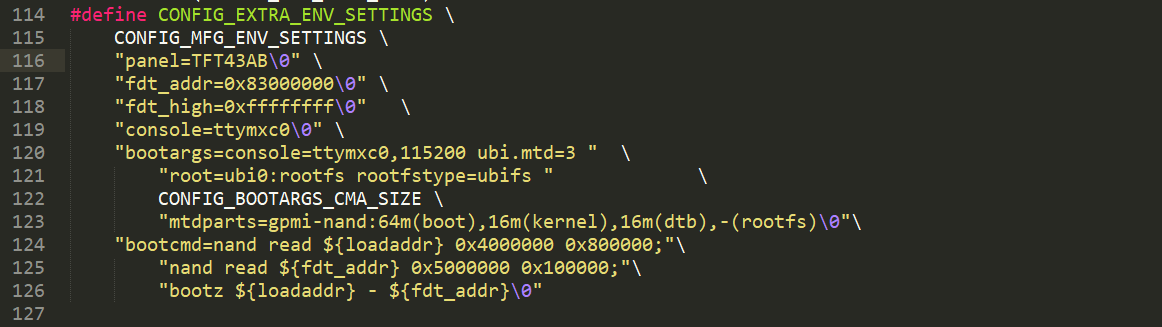 114 #define CONFIG_EXTRA_ENV_SETTINGS \
115 CONFIG_MFG_ENV_SETTINGS \
116 "panel=TFT43AB\0" \
117 "fdt_addr=0x83000000\0" \
118 "fdt_high=0xffffffff\0" \
119 "console=ttymxc0\0" \
120 "bootargs=console=ttymxc0,115200 ubi.mtd=3 " \
121 "root=ubi0:rootfs rootfstype=ubifs " \
122 CONFIG_BOOTARGS_CMA_SIZE \
123 "mtdparts=gpmi-nand:64m(boot),16m(kernel),16m(dtb),-(rootfs)\0"\
124 "bootcmd=nand read ${loadaddr} 0x4000000 0x800000;"\
125 "nand read ${fdt_addr} 0x5000000 0x100000;"\
126 "bootz ${loadaddr} - ${fdt_addr}\0"
127